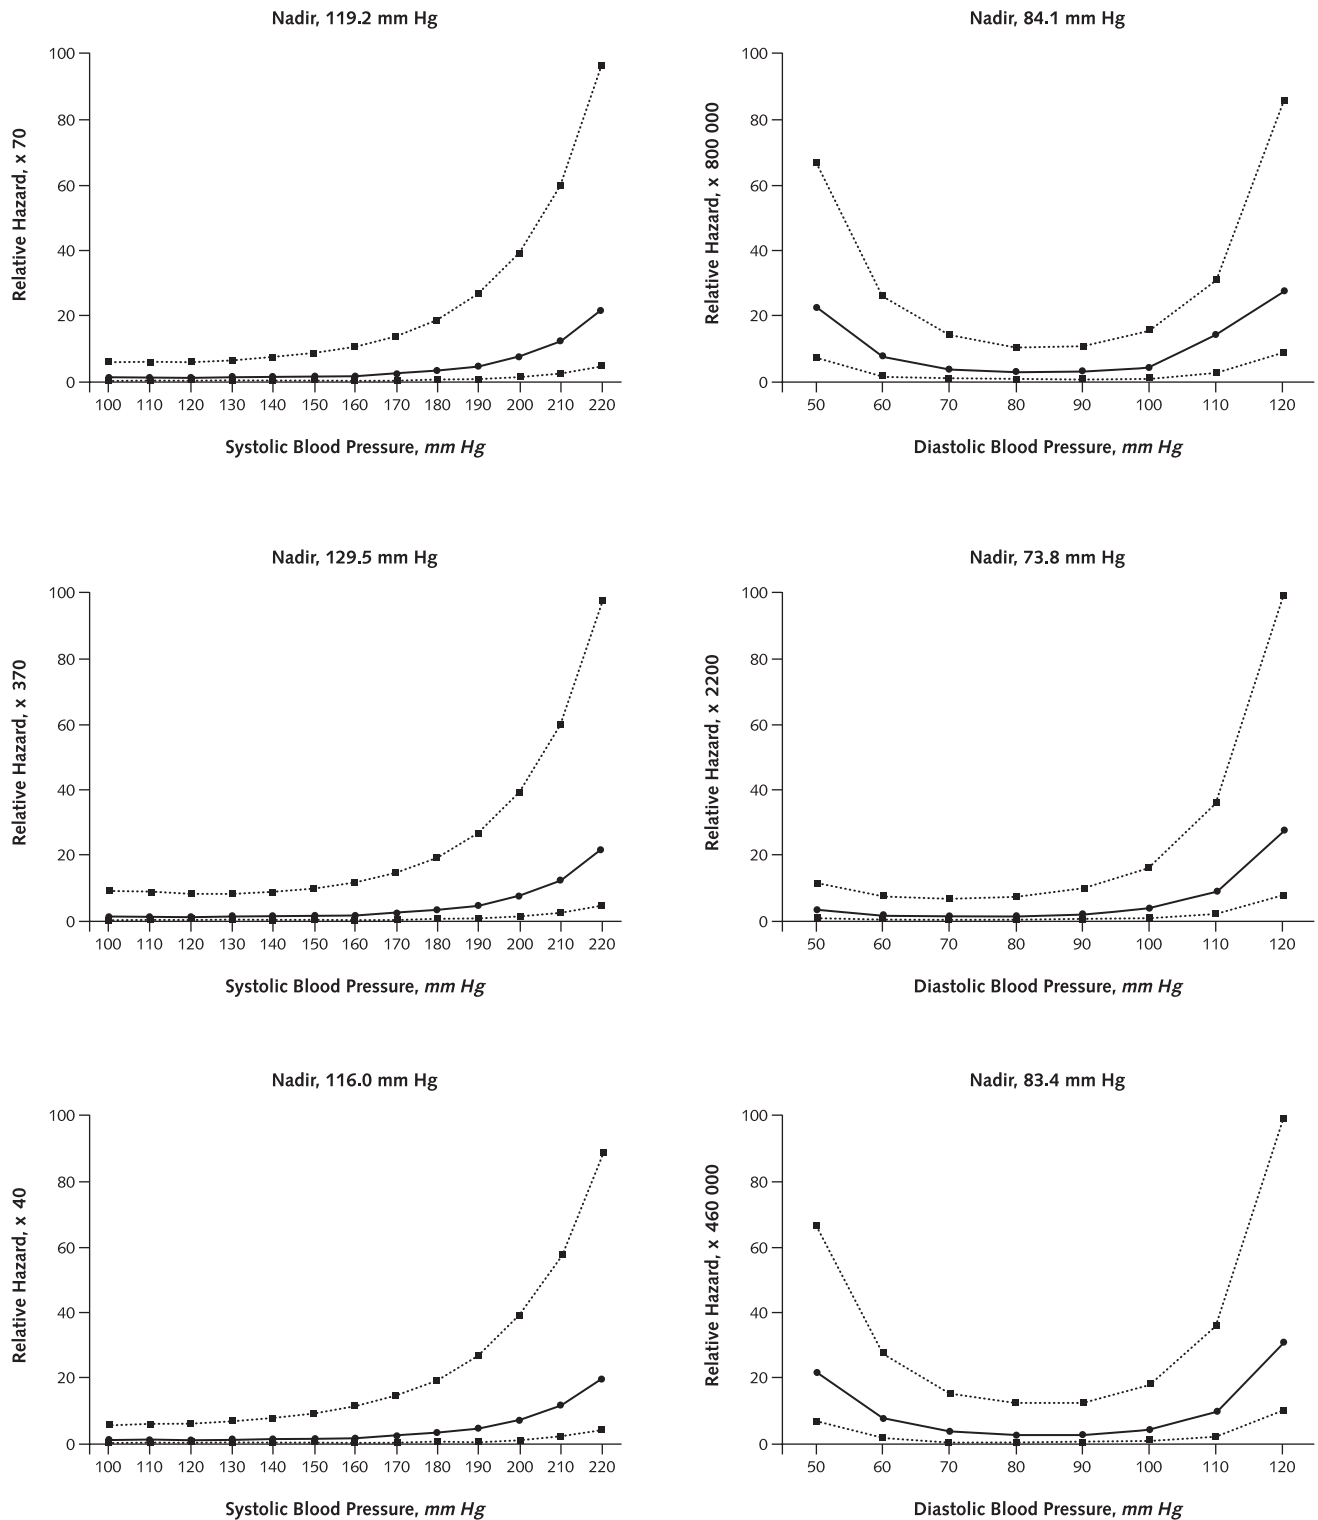 Nadir, 119.2 mm Hg
Relative Hazard, x 70
100
80
60
40
20
0
100 110 120 130 140 150 160 170 180 190 200 210 220
Systolic Blood Pressure, mm Hg
Nadir, 84.1 mm Hg
Relative Hazard, x 800 000
100
80
60
40
20
0
50 60 70 80 90 100 110 120
Diastolic Blood Pressure, mm Hg
Nadir, 129.5 mm Hg
Relative Hazard, x 370
100
80
60
40
20
0
100 110 120 130 140 150 160 170 180 190 200 210 220
Systolic Blood Pressure, mm Hg
Nadir, 73.8 mm Hg
Relative Hazard, x 2200
100
80
60
40
20
0
50 60 70 80 90 100 110 120
Diastolic Blood Pressure, mm Hg
Nadir, 116.0 mm Hg
Relative Hazard, x 40
100
80
60
40
20
0
100 110 120 130 140 150 160 170 180 190 200 210 220
Systolic Blood Pressure, mm Hg
Nadir, 83.4 mm Hg
Relative Hazard, x 460 000
100
80
60
40
20
0
50 60 70 80 90 100 110 120
Diastolic Blood Pressure, mm Hg